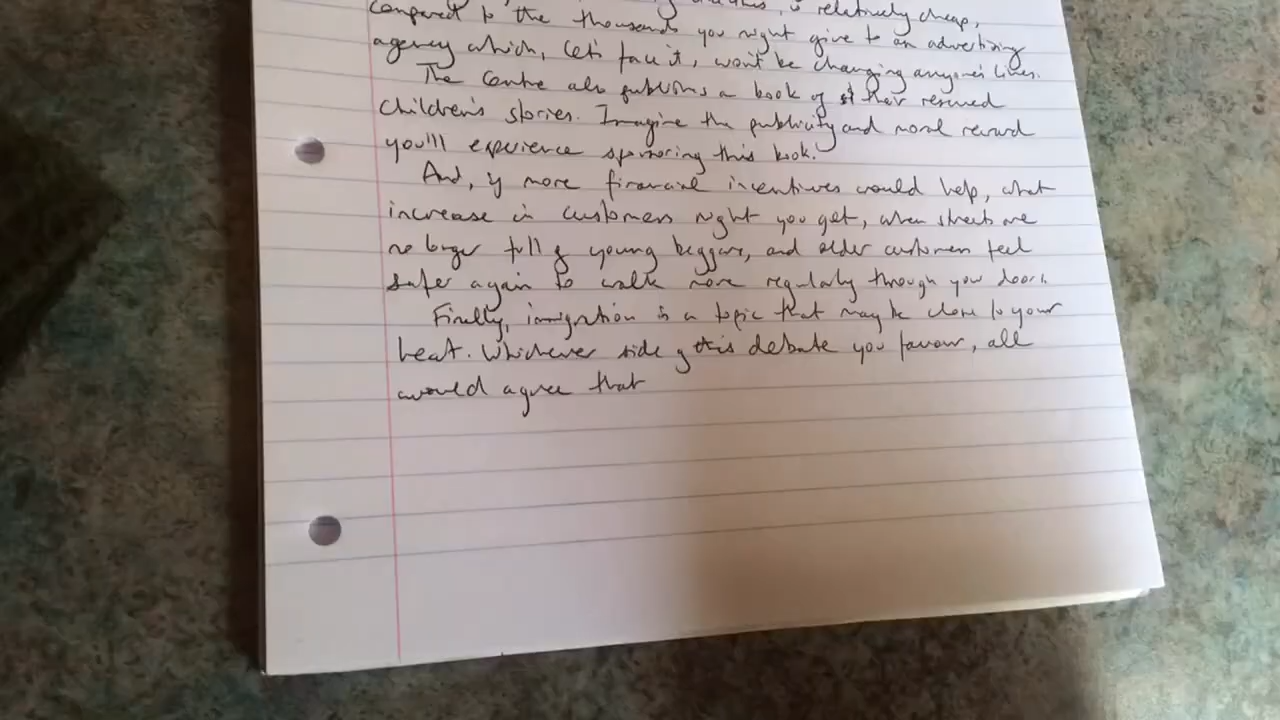 this, is relatively cheap,
compared to the thousands you might give to an advertising
agency which, let's face it, won't be changing anyone's lives.
The Centre also publishes a book of their rescued
children's stories. Imagine the publicity and moral reward
you'll experience sponsoring this book.
And, if more financial incentives would help, what
increase in customers might you get, when streets are
no longer full of young beggars, and older customers feel
safer again to walk more regularly through your doors.
Finally, immigration is a topic that may be close to your
heat. Whichever side of this debate you favour, all
would agree that